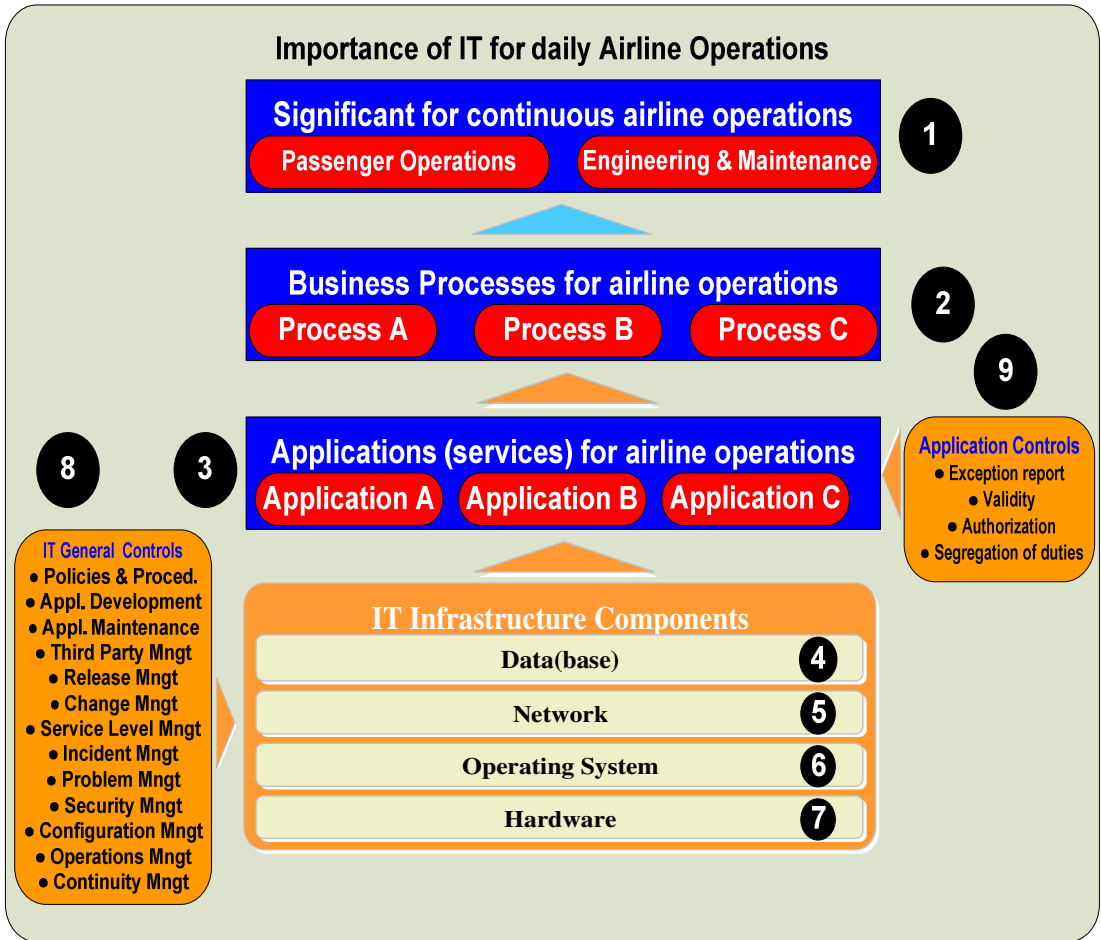 Importance of IT for daily Airline Operations
Significant for continuous airline operations
Passenger Operations
Engineering & Maintenance
1
Business Processes for airline operations
Process A
Process B
Process C
2
9
Applications (services) for airline operations
Application A
Application B
Application C
3
8
Application Controls
● Exception report
● Validity
● Authorization
● Segregation of duties
IT General Controls
● Policies & Proced.
● Appl. Development
● Appl. Maintenance
● Third Party Mngt
● Release Mngt
● Change Mngt
● Service Level Mngt
● Incident Mngt
● Problem Mngt
● Security Mngt
● Configuration Mngt
● Operations Mngt
● Continuity Mngt
IT Infrastructure Components
Data(base)
4
Network
5
Operating System
6
Hardware
7